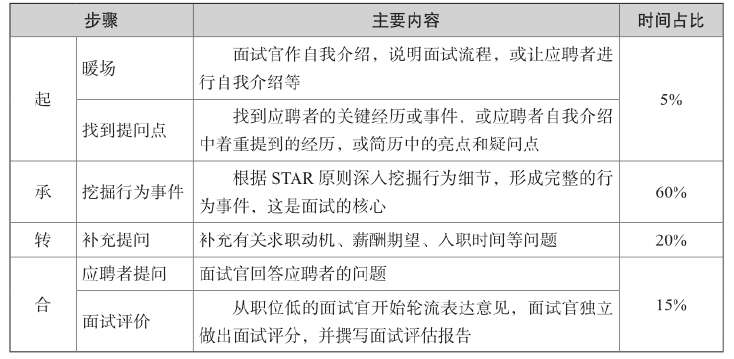 步骤 主要内容 时间占比
起 暖场 面试官作自我介绍，说明面试流程，或让应聘者进
行自我介绍等
5%
找到提问点 找到应聘者的关键经历或事件，或应聘者自我介绍
中着重提到的经历，或简历中的亮点和疑问点
承 挖掘行为事件 根据 STAR 原则深入挖掘行为细节，形成完整的行
为事件，这是面试的核心
60%
转 补充提问 补充有关求职动机、薪酬期望、入职时间等问题 20%
合 应聘者提问 面试官回答应聘者的问题
15%
面试评价 从职位低的面试官开始轮流表达意见，面试官独立
做出面试评分，并撰写面试评估报告